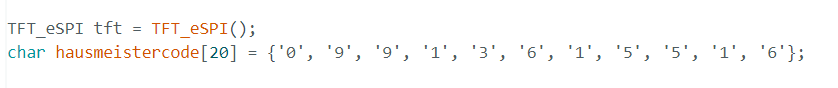 TFT_eSPI tft = TFT_eSPI();
char hausmeistercode[20] = {'0', '9', '9', '1', '3', '6', '1', '5', '5', '1', '6'};